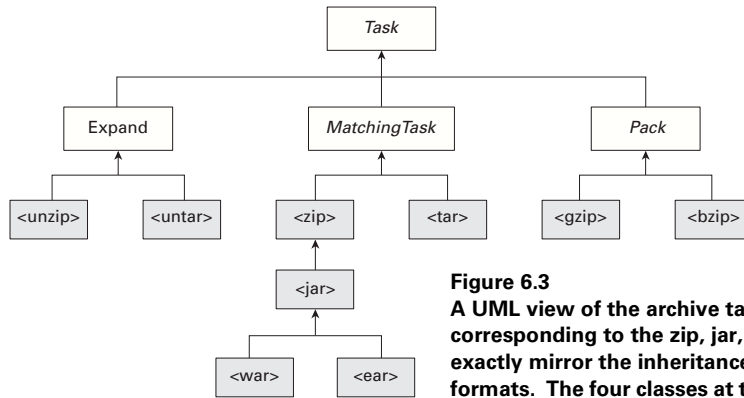 Task
Expand
MatchingTask
Pack
<unzip>
<untar>
<zip>
<tar>
<gzip>
<bzip>
<jar>
<war>
<ear>
Figure 6.3
A UML view of the archive
corresponding to the zip, jar,
exactly mirror the inheritance
formats. The four classes at